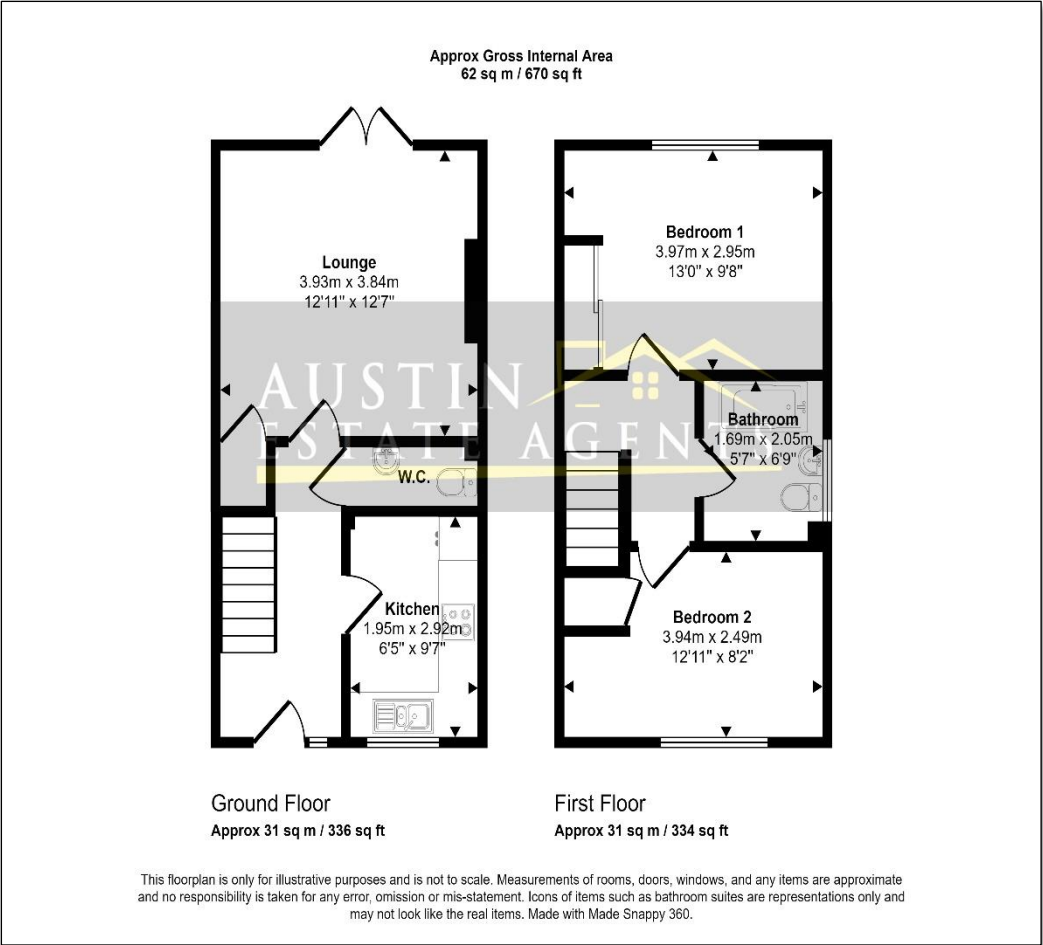 Approx Gross Internal Area
62 sq m / 670 sq ft
Lounge
3.93m x 3.84m
12'11" x 12'7"
Bedroom 1
3.97m x 2.95m
13'0" x 9'8"
AUSTIN
ESTATE AGENTS
Bathroom
1.69m x 2.05m
5'7" x 6'9"
W.C.
Kitchen
1.95m x 2.92m
6'5" x 9'7"
Bedroom 2
3.94m x 2.49m
12'11" x 8'2"
Ground Floor
Approx 31 sq m / 336 sq ft
First Floor
Approx 31 sq m / 334 sq ft
This floorplan is only for illustrative purposes and is not to scale. Measurements of rooms, doors, windows, and any items are approximate
and no responsibility is taken for any error, omission or mis-statement. Icons of items such as bathroom suites are representations only and
may not look like the real items. Made with Made Snappy 360.